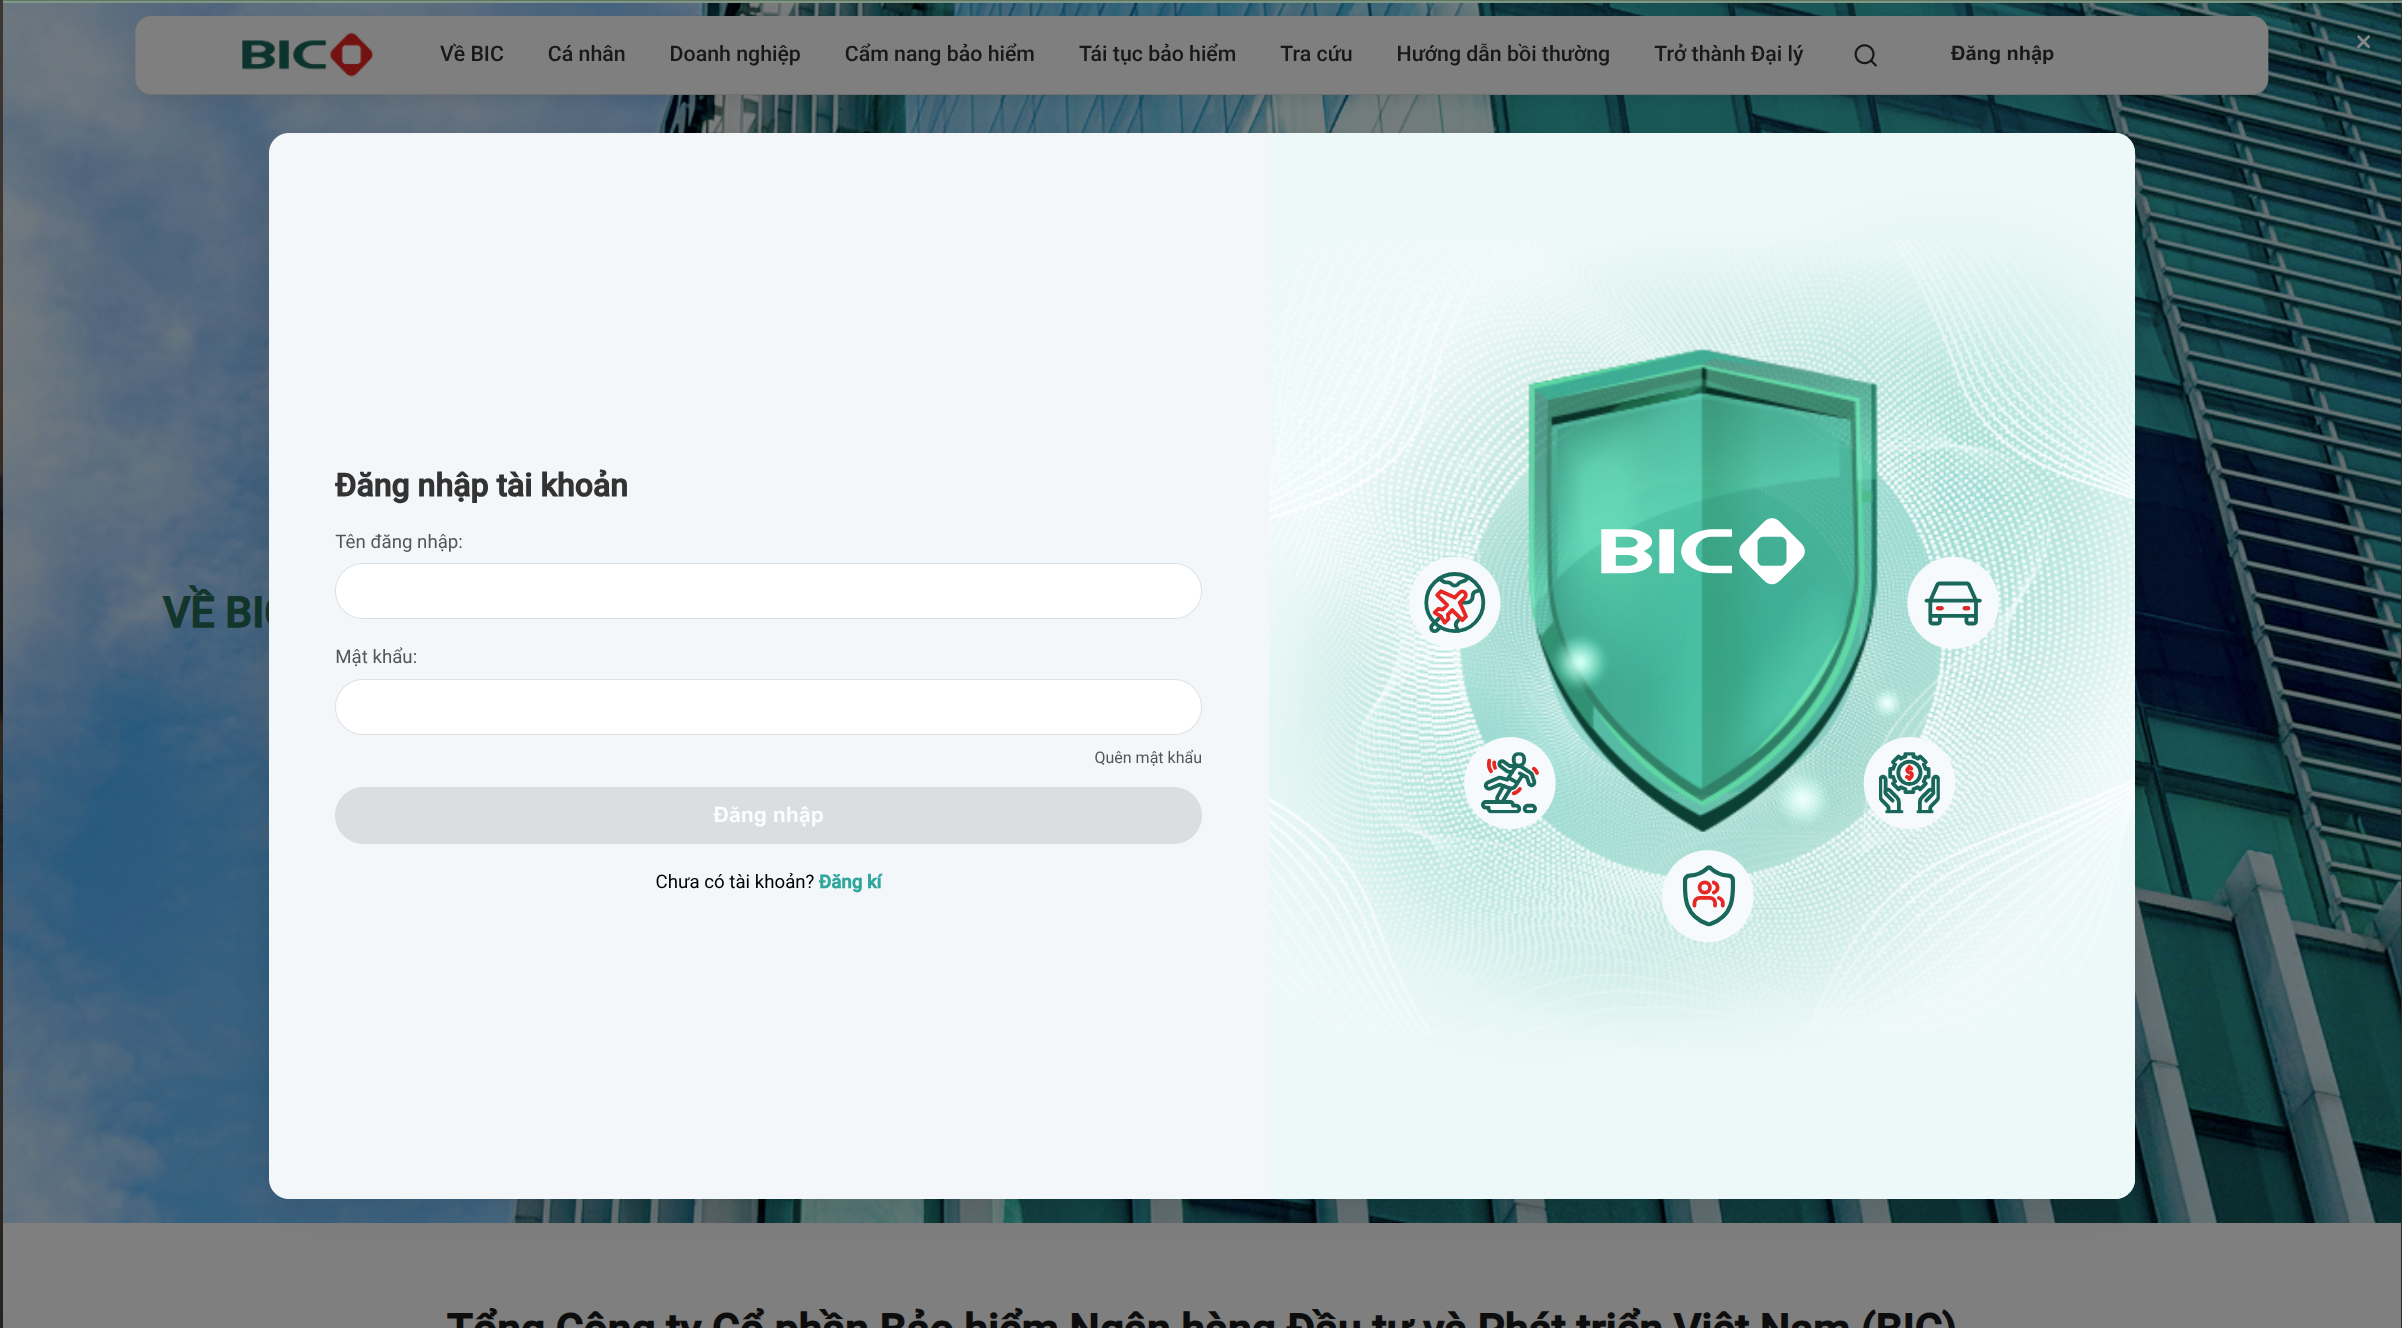 BIC
Về BIC
Cá nhân
Doanh nghiệp
Cẩm nang bảo hiểm
Tái tục bảo hiểm
Tra cứu
Hướng dẫn bồi thường
Trở thành Đại lý
Đăng nhập
VỀ BIC
Đăng nhập tài khoản
Tên đăng nhập:
Mật khẩu:
Quên mật khẩu
Đăng nhập
Chưa có tài khoản? Đăng kí
BIC
Tổng Công ty Cổ phần Bảo hiểm Ngân hàng Đầu tư và Phát triển Việt Nam (BIC)